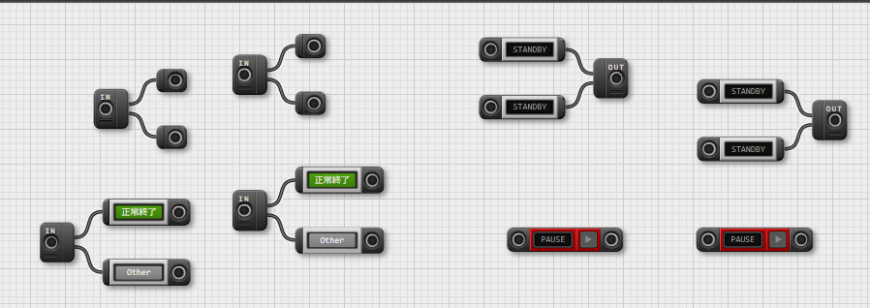 IN
IN
STANDBY
OUT
STANDBY
STANDBY
OUT
STANDBY
IN
正常終了
Other
IN
正常終了
Other
PAUSE
PAUSE